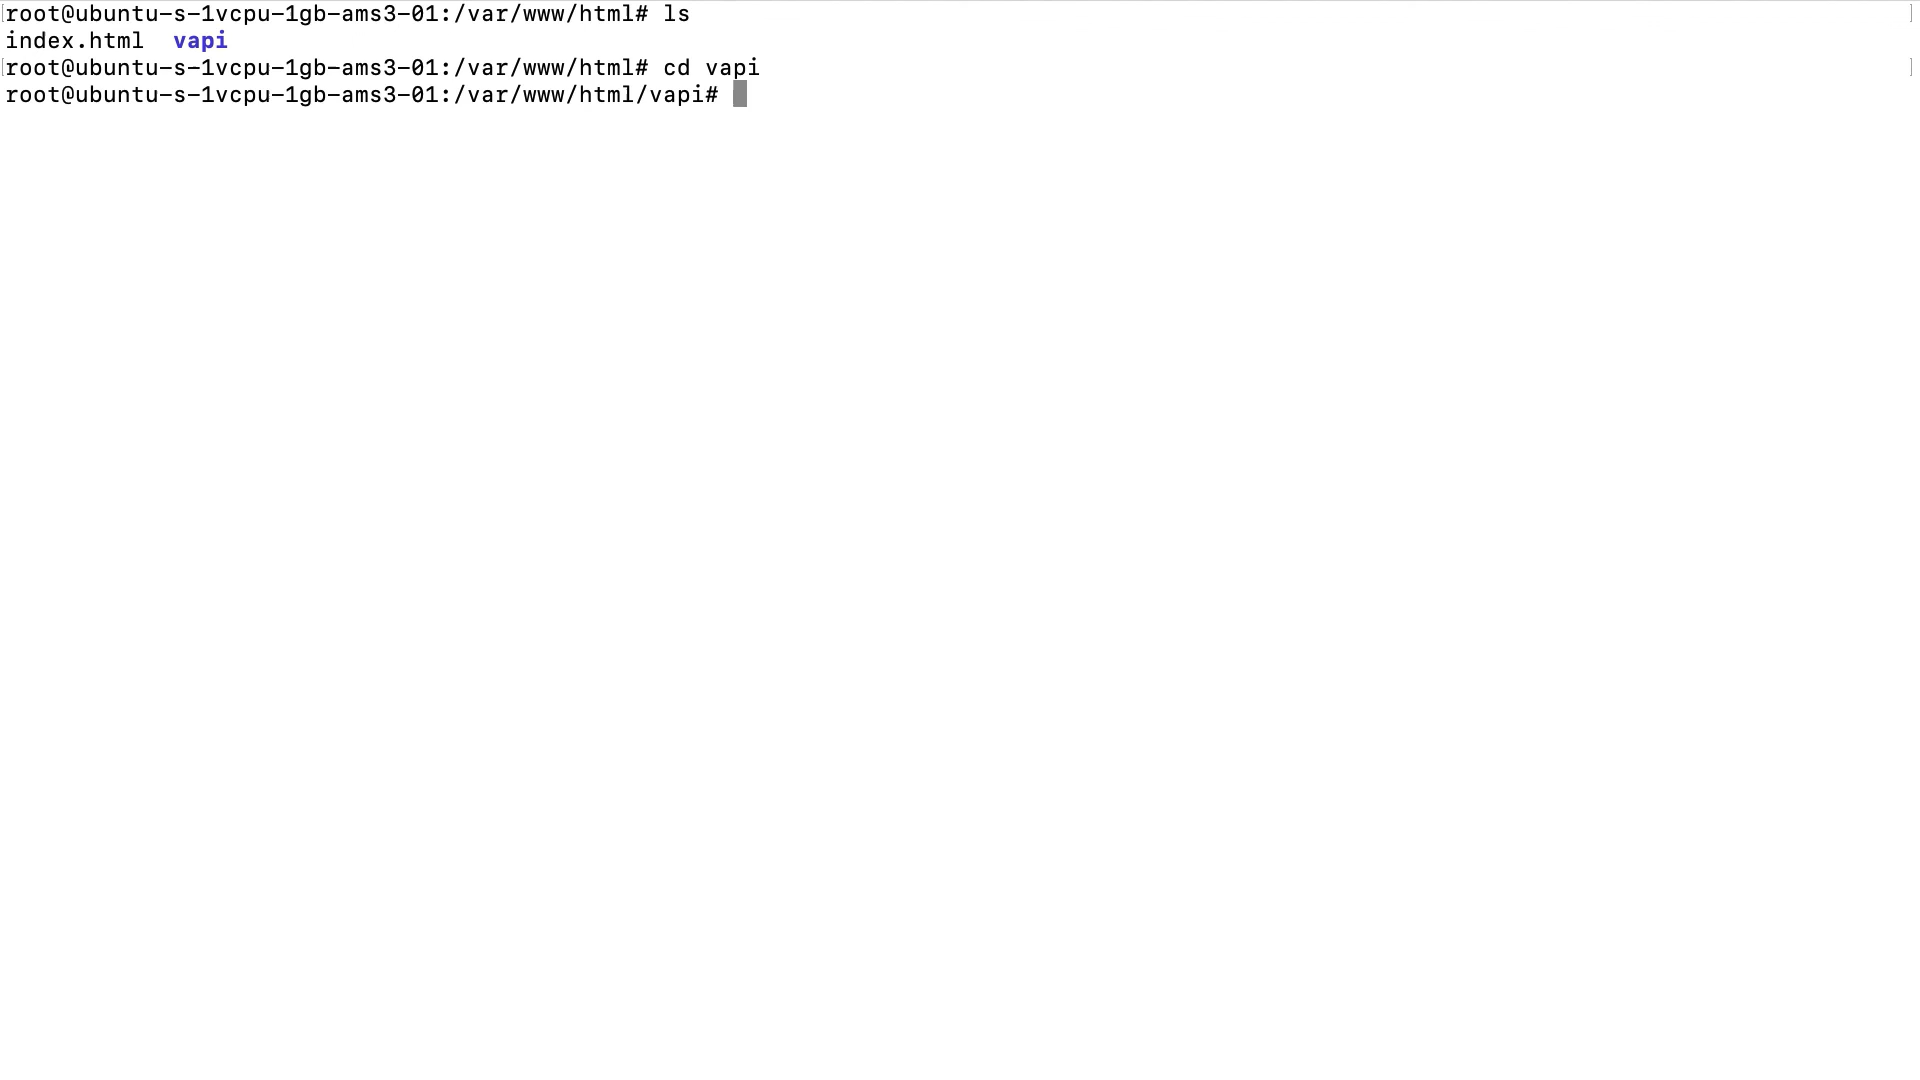 root@ubuntu-s-1vcpu-1gb-ams3-01:/var/www/html# ls
index.html  vapi
root@ubuntu-s-1vcpu-1gb-ams3-01:/var/www/html# cd vapi
root@ubuntu-s-1vcpu-1gb-ams3-01:/var/www/html/vapi#